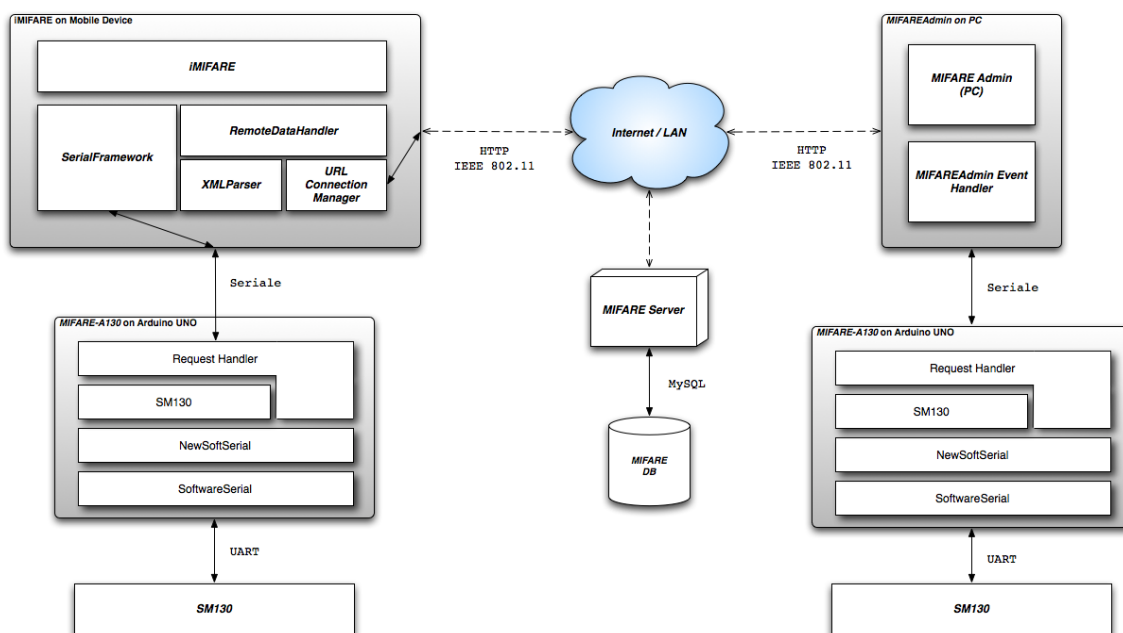 iMIFARE on Mobile Device
iMIFARE
SerialFramework
RemoteDataHandler
XMLParser
URL
Connection
Manager
HTTP
IEEE 802.11
Internet / LAN
HTTP
IEEE 802.11
MIFAREAdmin on PC
MIFARE Admin
(PC)
MIFAREAdmin Event
Handler
Seriale
MIFARE Server
MySQL
MIFARE
DB
Seriale
MIFARE-A130 on Arduino UNO
Request Handler
SM130
NewSoftSerial
SoftwareSerial
UART
SM130
MIFARE-A130 on Arduino UNO
Request Handler
SM130
NewSoftSerial
SoftwareSerial
UART
SM130